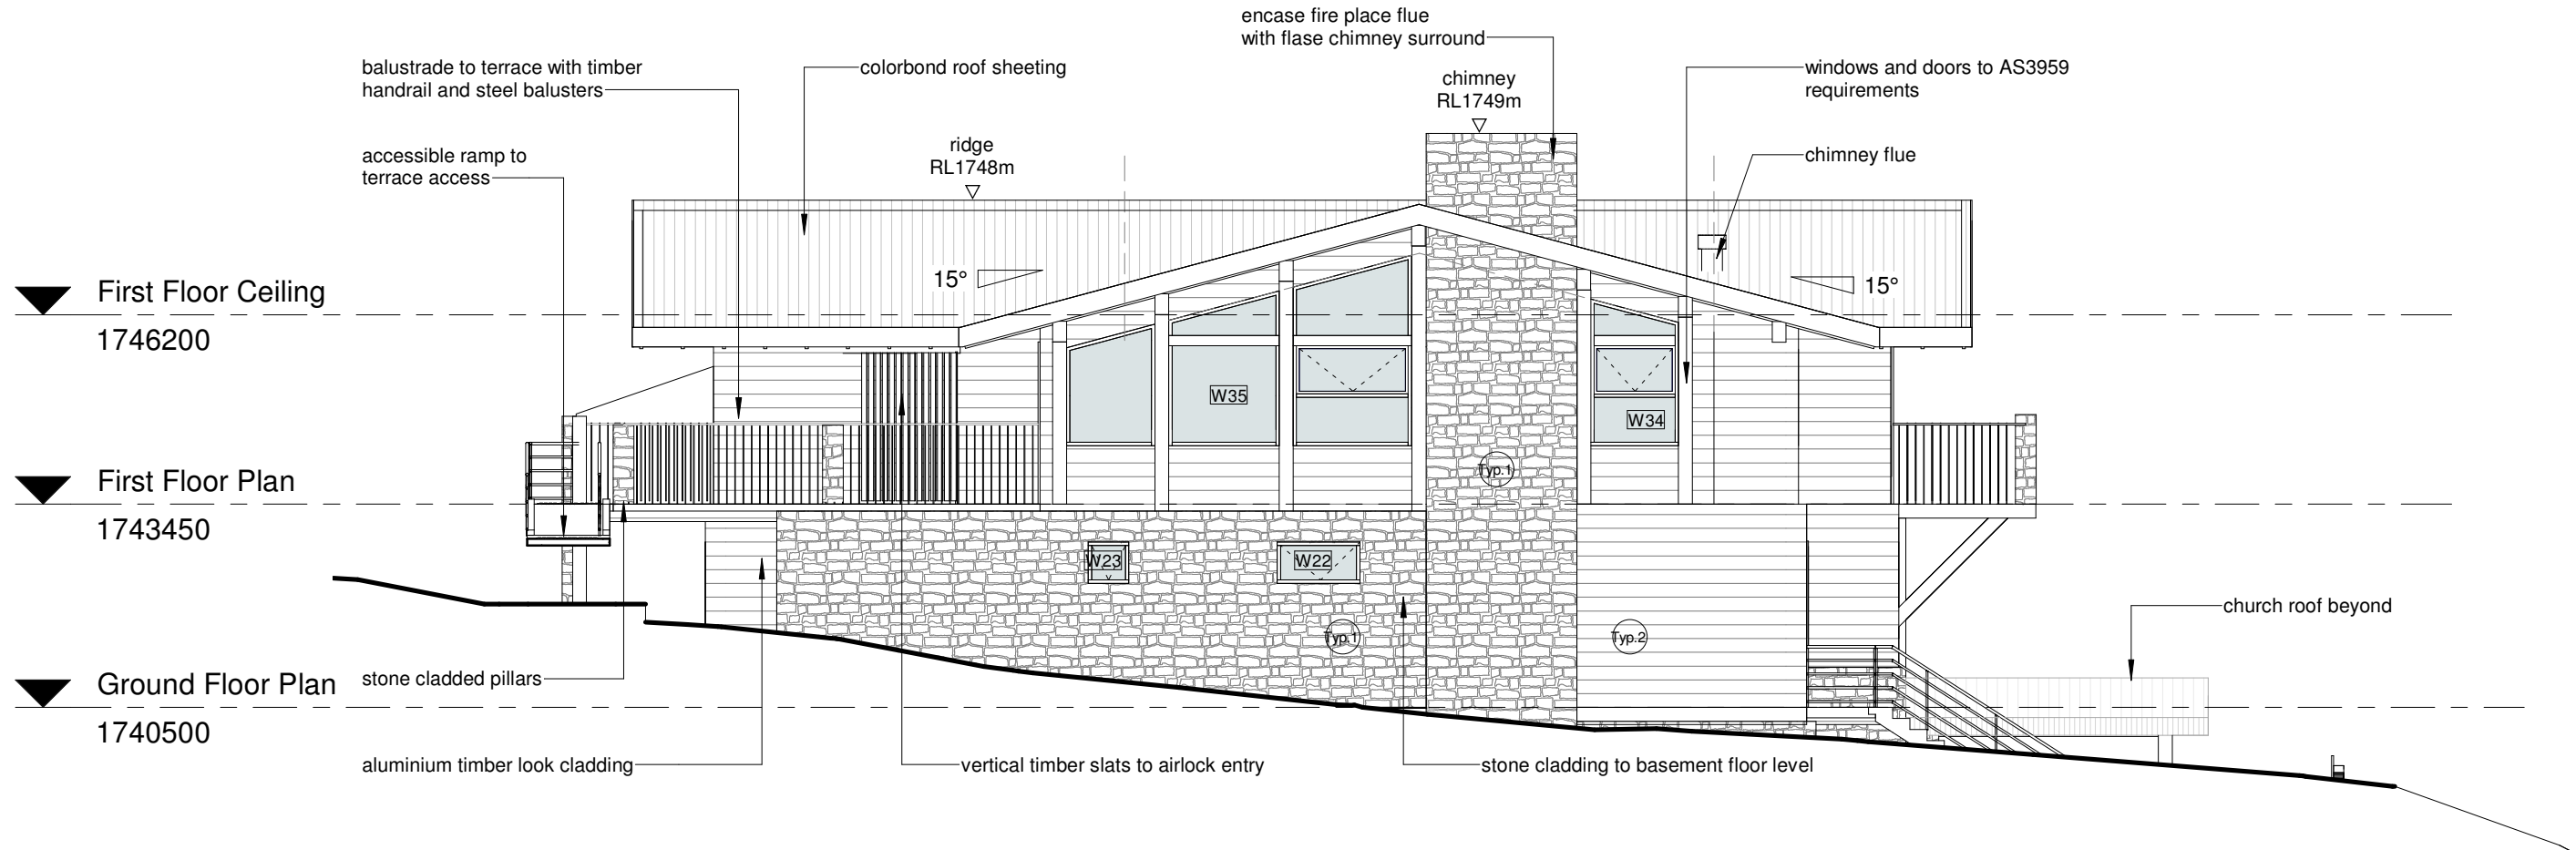 encase fire place flue
with flase chimney surround
balustrade to terrace with timber
handrail and steel balusters
colorbond roof sheeting
chimney
RL1749m
windows and doors to AS3959
requirements
ridge
RL1748m
accessible ramp to
terrace access
chimney flue
15°
15°
First Floor Ceiling
1746200
W35
W34
Typ.1
First Floor Plan
1743450
W23
W22
Typ.1
Typ.2
church roof beyond
stone cladded pillars
Ground Floor Plan
1740500
aluminium timber look cladding
vertical timber slats to airlock entry
stone cladding to basement floor level